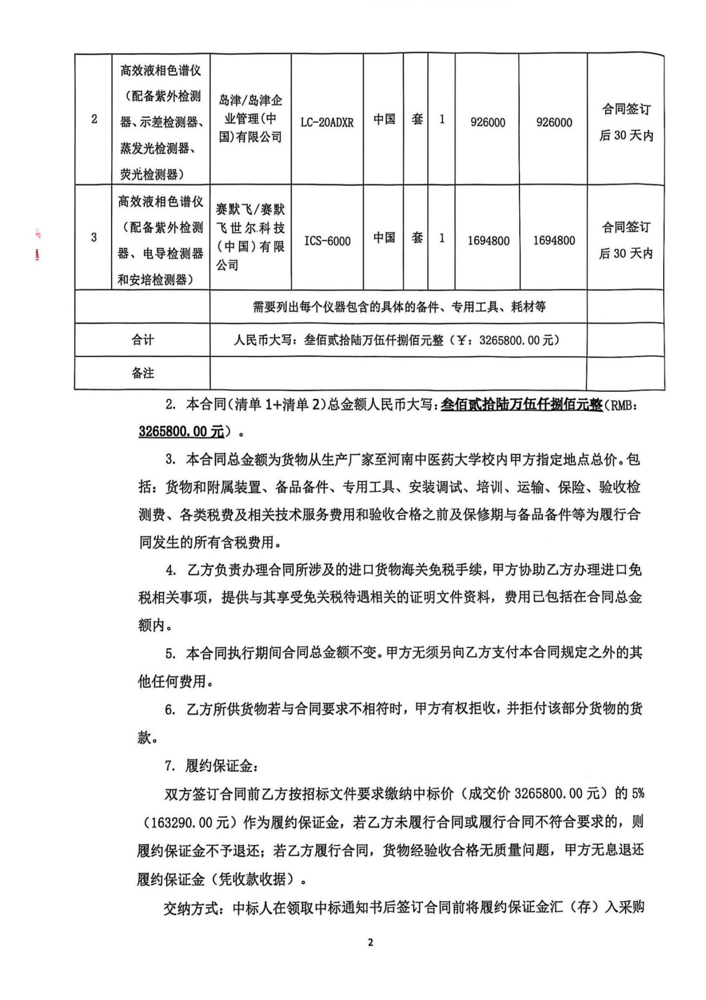 2
高效液相色谱仪
（配备紫外检测
器、示差检测器、
蒸发光检测器、
荧光检测器）
岛津/岛津企
业管理(中
国)有限公司
LC-20ADXR
中国
套
1
926000
926000
合同签订
后 30 天内
3
高效液相色谱仪
（配备紫外检测
器、电导检测器
和安培检测器）
赛默飞/赛默
飞世尔科技
(中国)有限
公司
ICS-6000
中国
套
1
1694800
1694800
合同签订
后 30 天内
需要列出每个仪器包含的具体的备件、专用工具、耗材等
合计
人民币大写：叁佰贰拾陆万伍仟捌佰元整（￥：3265800.00 元）
备注
2. 本合同（清单 1+清单 2）总金额人民币大写：叁佰贰拾陆万伍仟捌佰元整（RMB：
3265800.00 元）。
3. 本合同总金额为货物从生产厂家至河南中医药大学校内甲方指定地点总价。包
括：货物和附属装置、备品备件、专用工具、安装调试、培训、运输、保险、验收检
测费、各类税费及相关技术服务费用和验收合格之前及保修期与备品备件等为履行合
同发生的所有含税费用。
4. 乙方负责办理合同所涉及的进口货物海关免税手续，甲方协助乙方办理进口免
税相关事项，提供与其享受免关税待遇相关的证明文件资料，费用已包括在合同总金
额内。
5. 本合同执行期间合同总金额不变。甲方无须另向乙方支付本合同规定之外的其
他任何费用。
6. 乙方所供货物若与合同要求不相符时，甲方有权拒收，并拒付该部分货物的货
款。
7. 履约保证金：
双方签订合同前乙方按招标文件要求缴纳中标价（成交价 3265800.00 元）的 5%
（163290.00 元）作为履约保证金，若乙方未履行合同或履行合同不符合要求的，则
履约保证金不予退还；若乙方履行合同，货物经验收合格无质量问题，甲方无息退还
履约保证金（凭收款收据）。
交纳方式：中标人在领取中标通知书后签订合同前将履约保证金汇（存）入采购
2